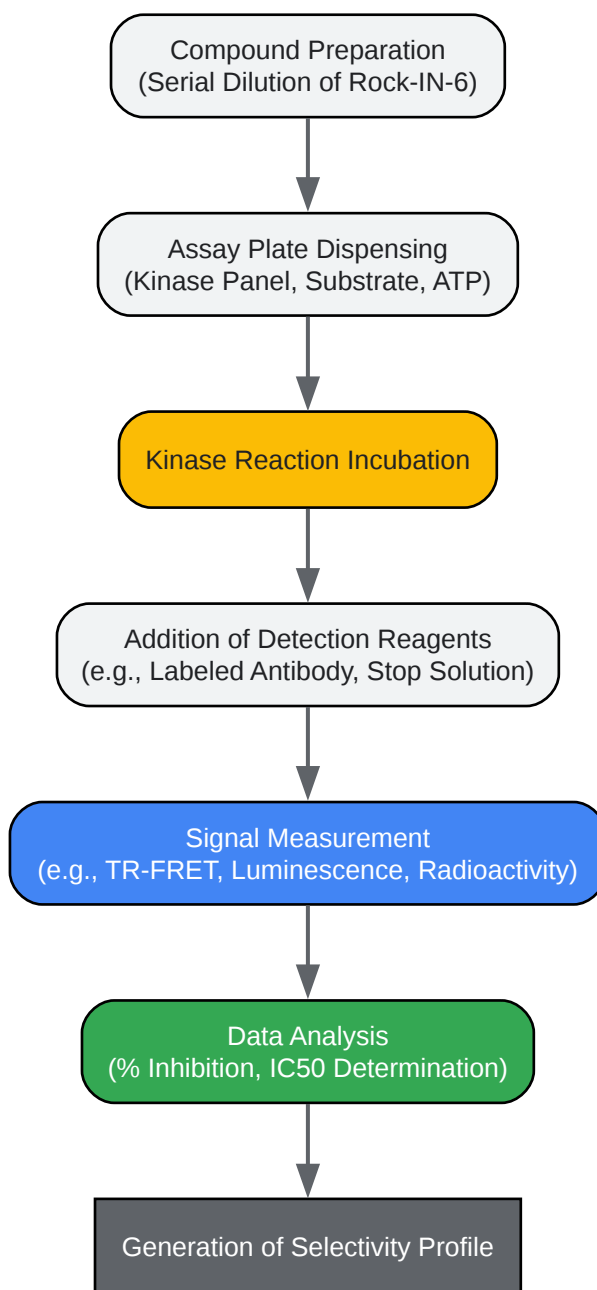 Compound Preparation
(Serial Dilution of Rock-IN-6)
Assay Plate Dispensing
(Kinase Panel, Substrate, ATP)
Kinase Reaction Incubation
Addition of Detection Reagents
(e.g., Labeled Antibody, Stop Solution)
Signal Measurement
(e.g., TR-FRET, Luminescence, Radioactivity)
Data Analysis
(% Inhibition, IC50 Determination)
Generation of Selectivity Profile